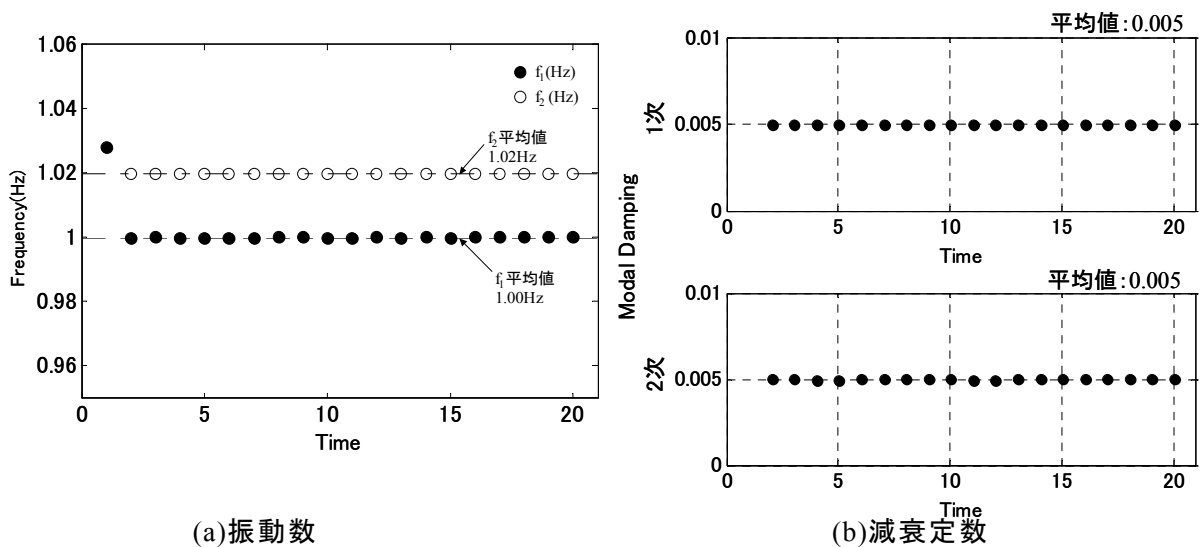 1.06
1.04
1.02
1
0.98
0.96
0
5
10
15
20
Frequency(Hz)
Time
f₁(Hz)
f₂(Hz)
f₂平均値
1.02Hz
f₁平均値
1.00Hz
(a)振動数
Modal Damping
平均値:0.005
0.01
0.005
0
1次
0
5
10
15
20
Time
平均値:0.005
0.01
0.005
0
2次
0
5
10
15
20
Time
(b)減衰定数